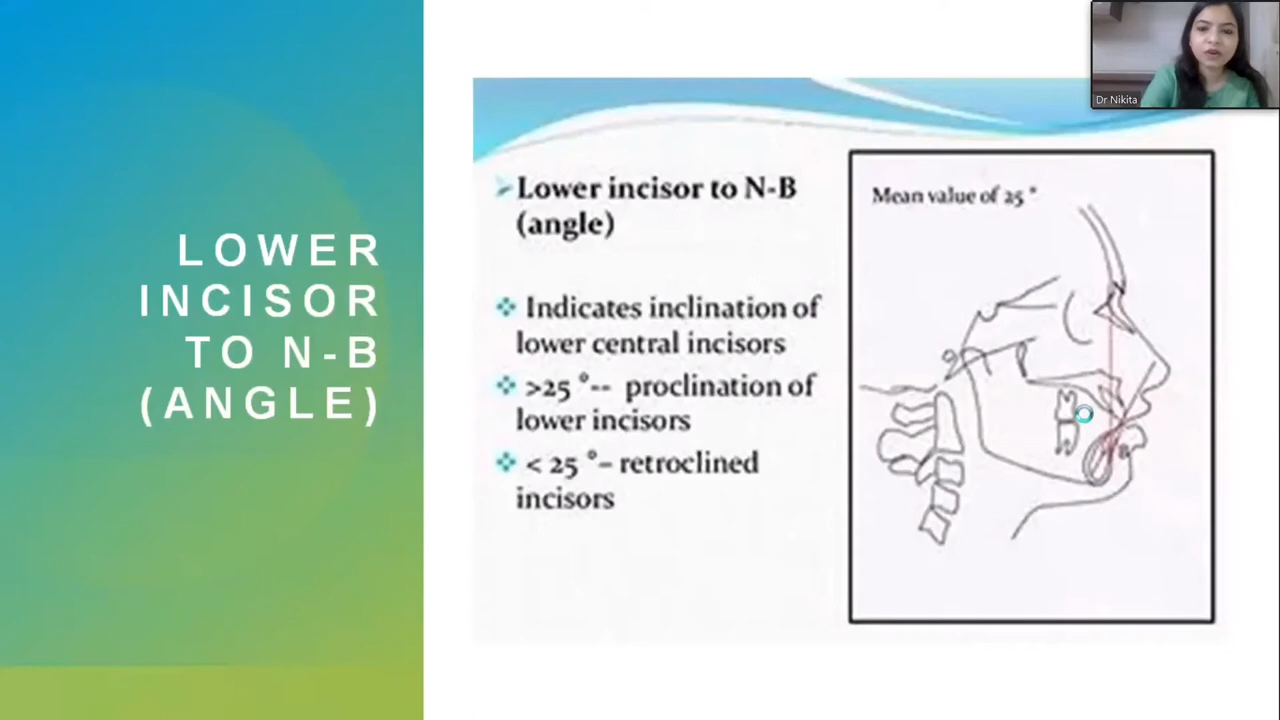 LOWER
INCISOR
TO N-B
(ANGLE)
Lower incisor to N-B
(angle)
Indicates inclination of
lower central incisors
>25 °-- proclination of
lower incisors
< 25 °– retroclined
incisors
Mean value of 25 °
Dr Nikita